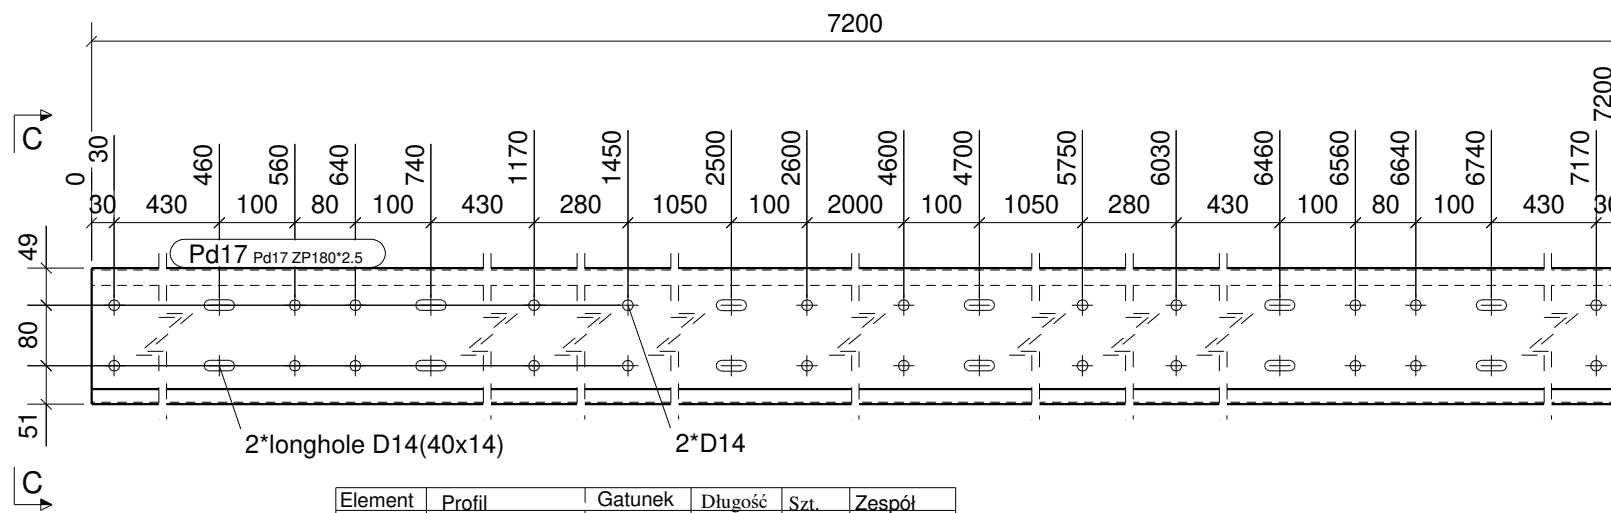 7200
C
0 30 460 560 640 740 1170 1450 2500 2600 4600 4700 5750 6030 6460 6560 6640 6740 7170 7200
30 430 100 80 100 430 280 1050 100 2000 100 1050 280 430 100 80 100 430
49
Pd17 Pd17 ZP180*2.5
80
51
2*longhole D14(40x14) 2*D14
C
Element Profil Gatunek Długość Szt. Zespół